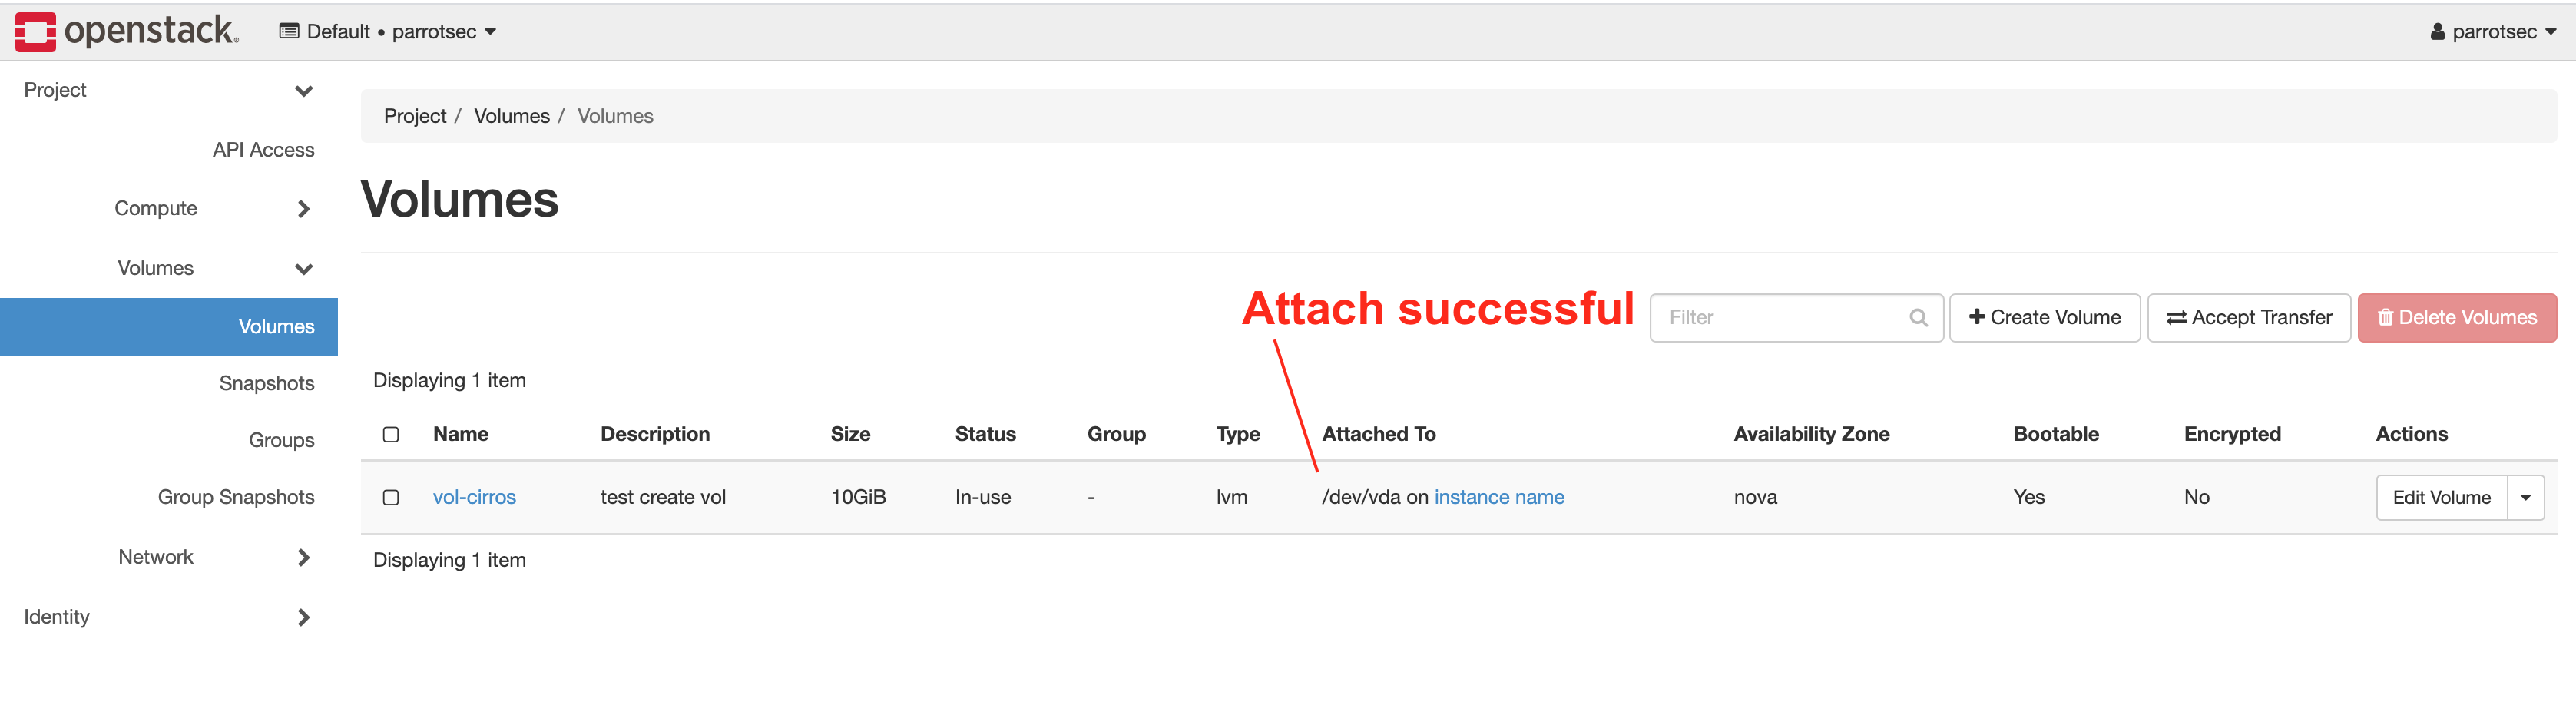 openstack. Default • parrotsec parrotsec
Project
API Access
Compute
Volumes
Volumes
Snapshots
Groups
Group Snapshots
Network
Identity
Project / Volumes / Volumes
Volumes
Attach successful
Filter + Create Volume Accept Transfer Delete Volumes
Displaying 1 item
Name Description Size Status Group Type Attached To Availability Zone Bootable Encrypted Actions
vol-cirros test create vol 10GiB In-use - lvm /dev/vda on instance name nova Yes No Edit Volume
Displaying 1 item